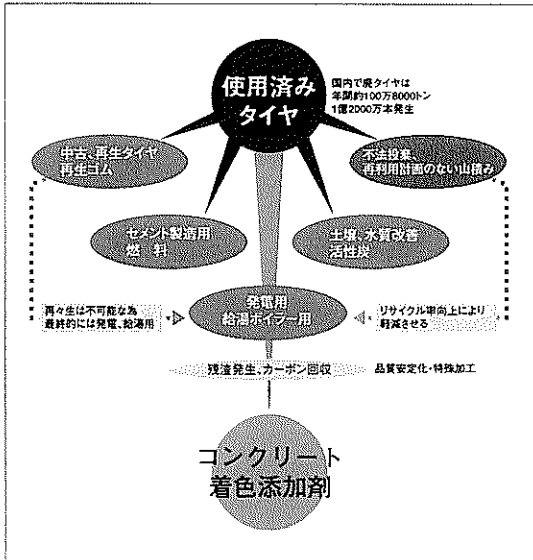 使用済み
タイヤ
国内で廃タイヤは
年間約100万8000トン
1億2000万本発生
中古、再生タイヤ
再生ゴム
不法投棄、
再利用計画のない山積み
セメント製造用
燃 料
土壌、水質改善
活性炭
再々生は不可能な為
最終的には発電、給湯用
発電用
給湯ボイラー用
リサイクル率向上により
軽減させる
残渣発生、カーボン回収
品質安定化・特殊加工
コンクリート
着色添加剤